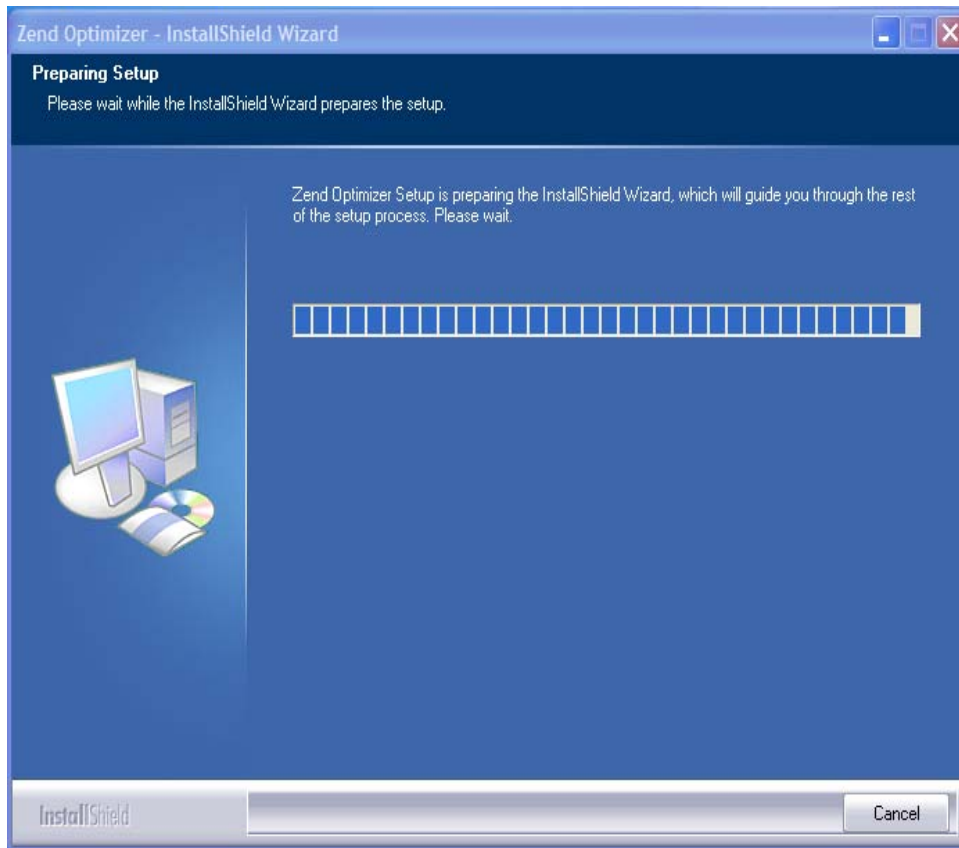 Zend Optimizer - InstallShield Wizard
Preparing Setup
Please wait while the InstallShield Wizard prepares the setup.
Zend Optimizer Setup is preparing the InstallShield Wizard, which will guide you through the rest
of the setup process. Please wait.
InstallShield
Cancel